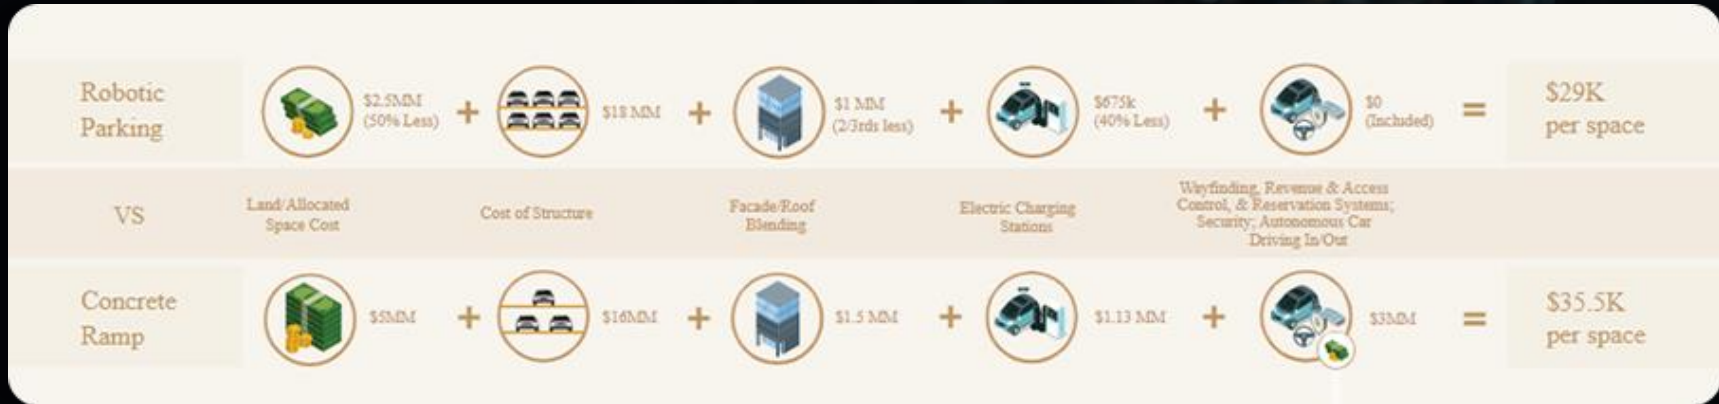 Robotic
Parking
$2.5MM
(50% Less)
+
$18 MM
+
$1 MM
(2/3rds less)
+
$675k
(40% Less)
+
$0
(Included)
=
$29K
per space
VS
Land/Allocated
Space Cost
Cost of Structure
Facade/Roof
Blending
Electric Charging
Stations
Wayfinding, Revenue & Access
Control, & Reservation Systems;
Security; Autonomous Car
Driving In/Out
Concrete
Ramp
$5MM
+
$16MM
+
$1.5 MM
+
$1.13 MM
+
$3MM
=
$35.5K
per space